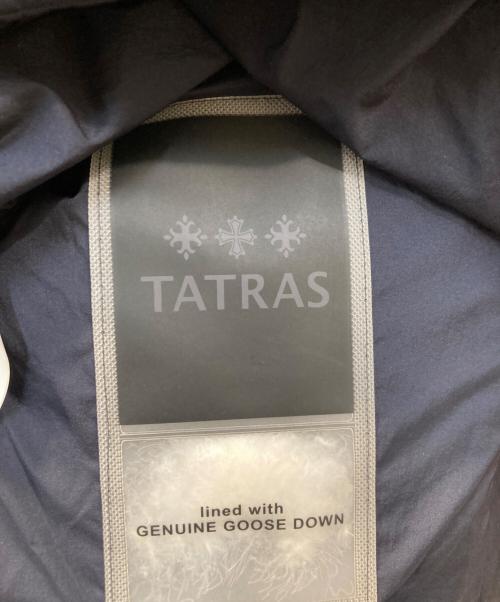 TATRAS
lined with
GENUINE GOOSE DOWN